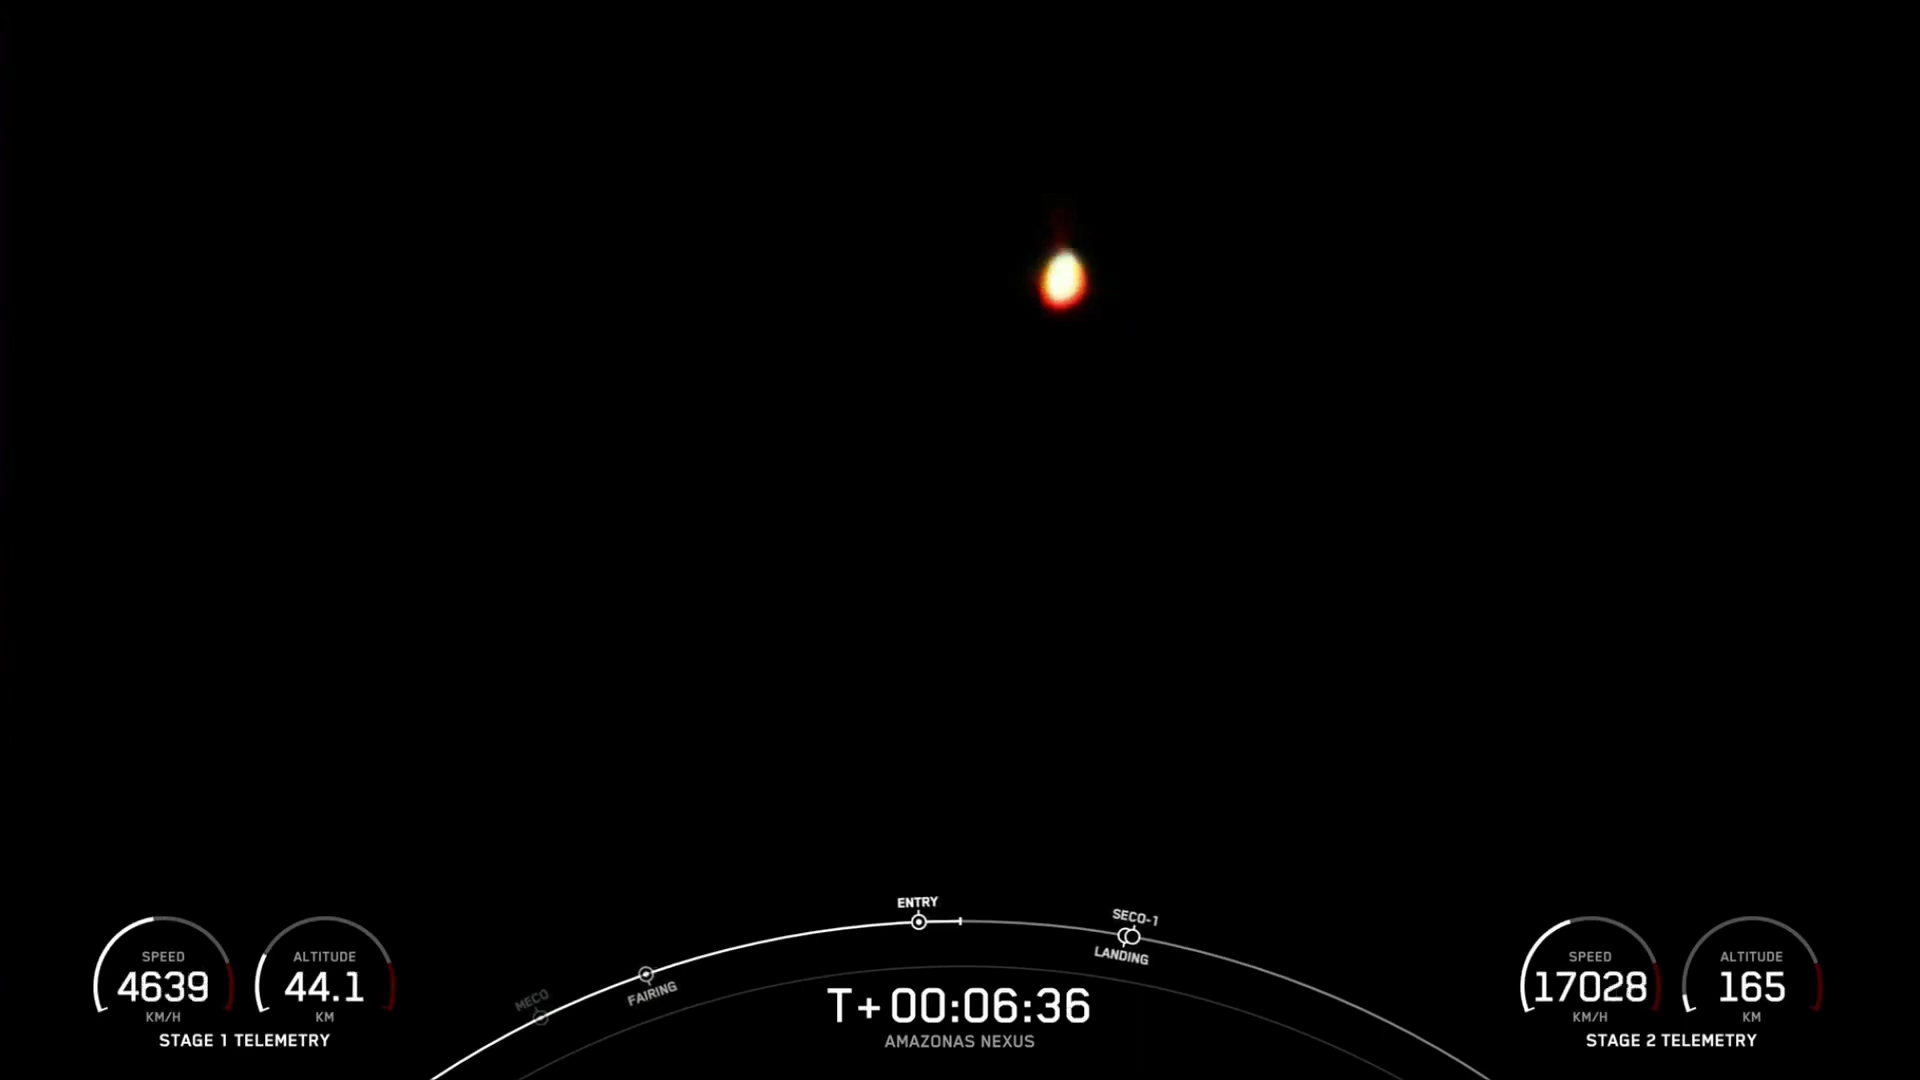 ENTRY
SECO-1
LANDING
MECO
FAIRING
SPEED
4639
KM/H
ALTITUDE
44.1
KM
STAGE 1 TELEMETRY
T+00:06:36
AMAZONAS NEXUS
SPEED
17028
KM/H
ALTITUDE
165
KM
STAGE 2 TELEMETRY